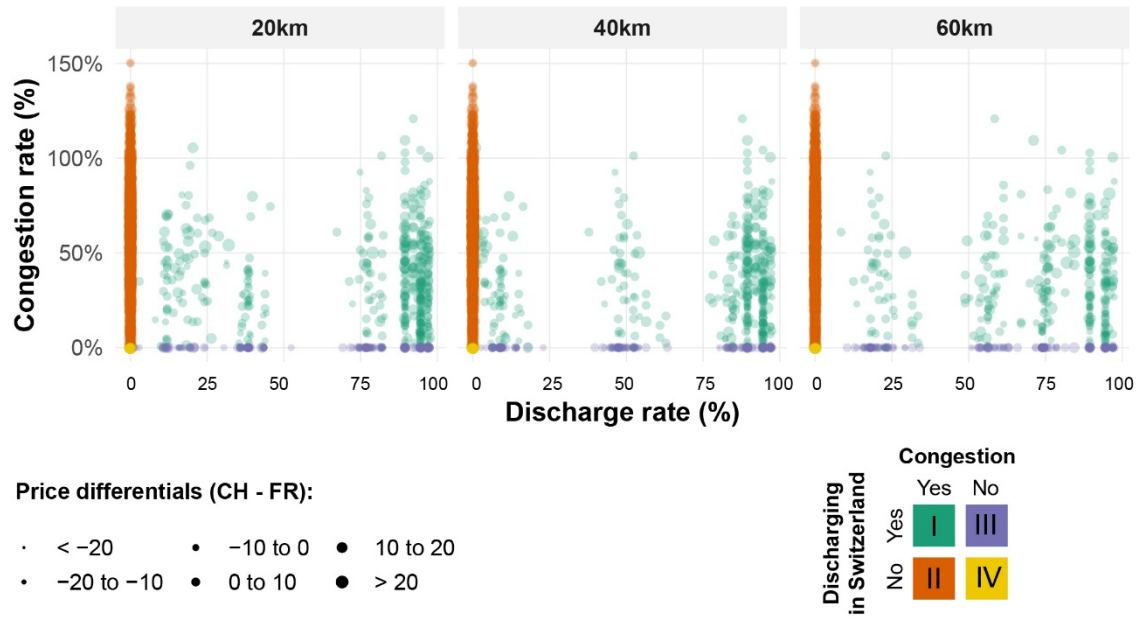 20km 40km 60km
Congestion rate (%)
150%
100%
50%
0%
0 25 50 75 100 0 25 50 75 100 0 25 50 75 100
Discharge rate (%)
Price differentials (CH - FR):
< −20 −10 to 0 10 to 20
−20 to −10 0 to 10 > 20
Congestion
Yes No
Discharging
in Switzerland
Yes I III
No II IV